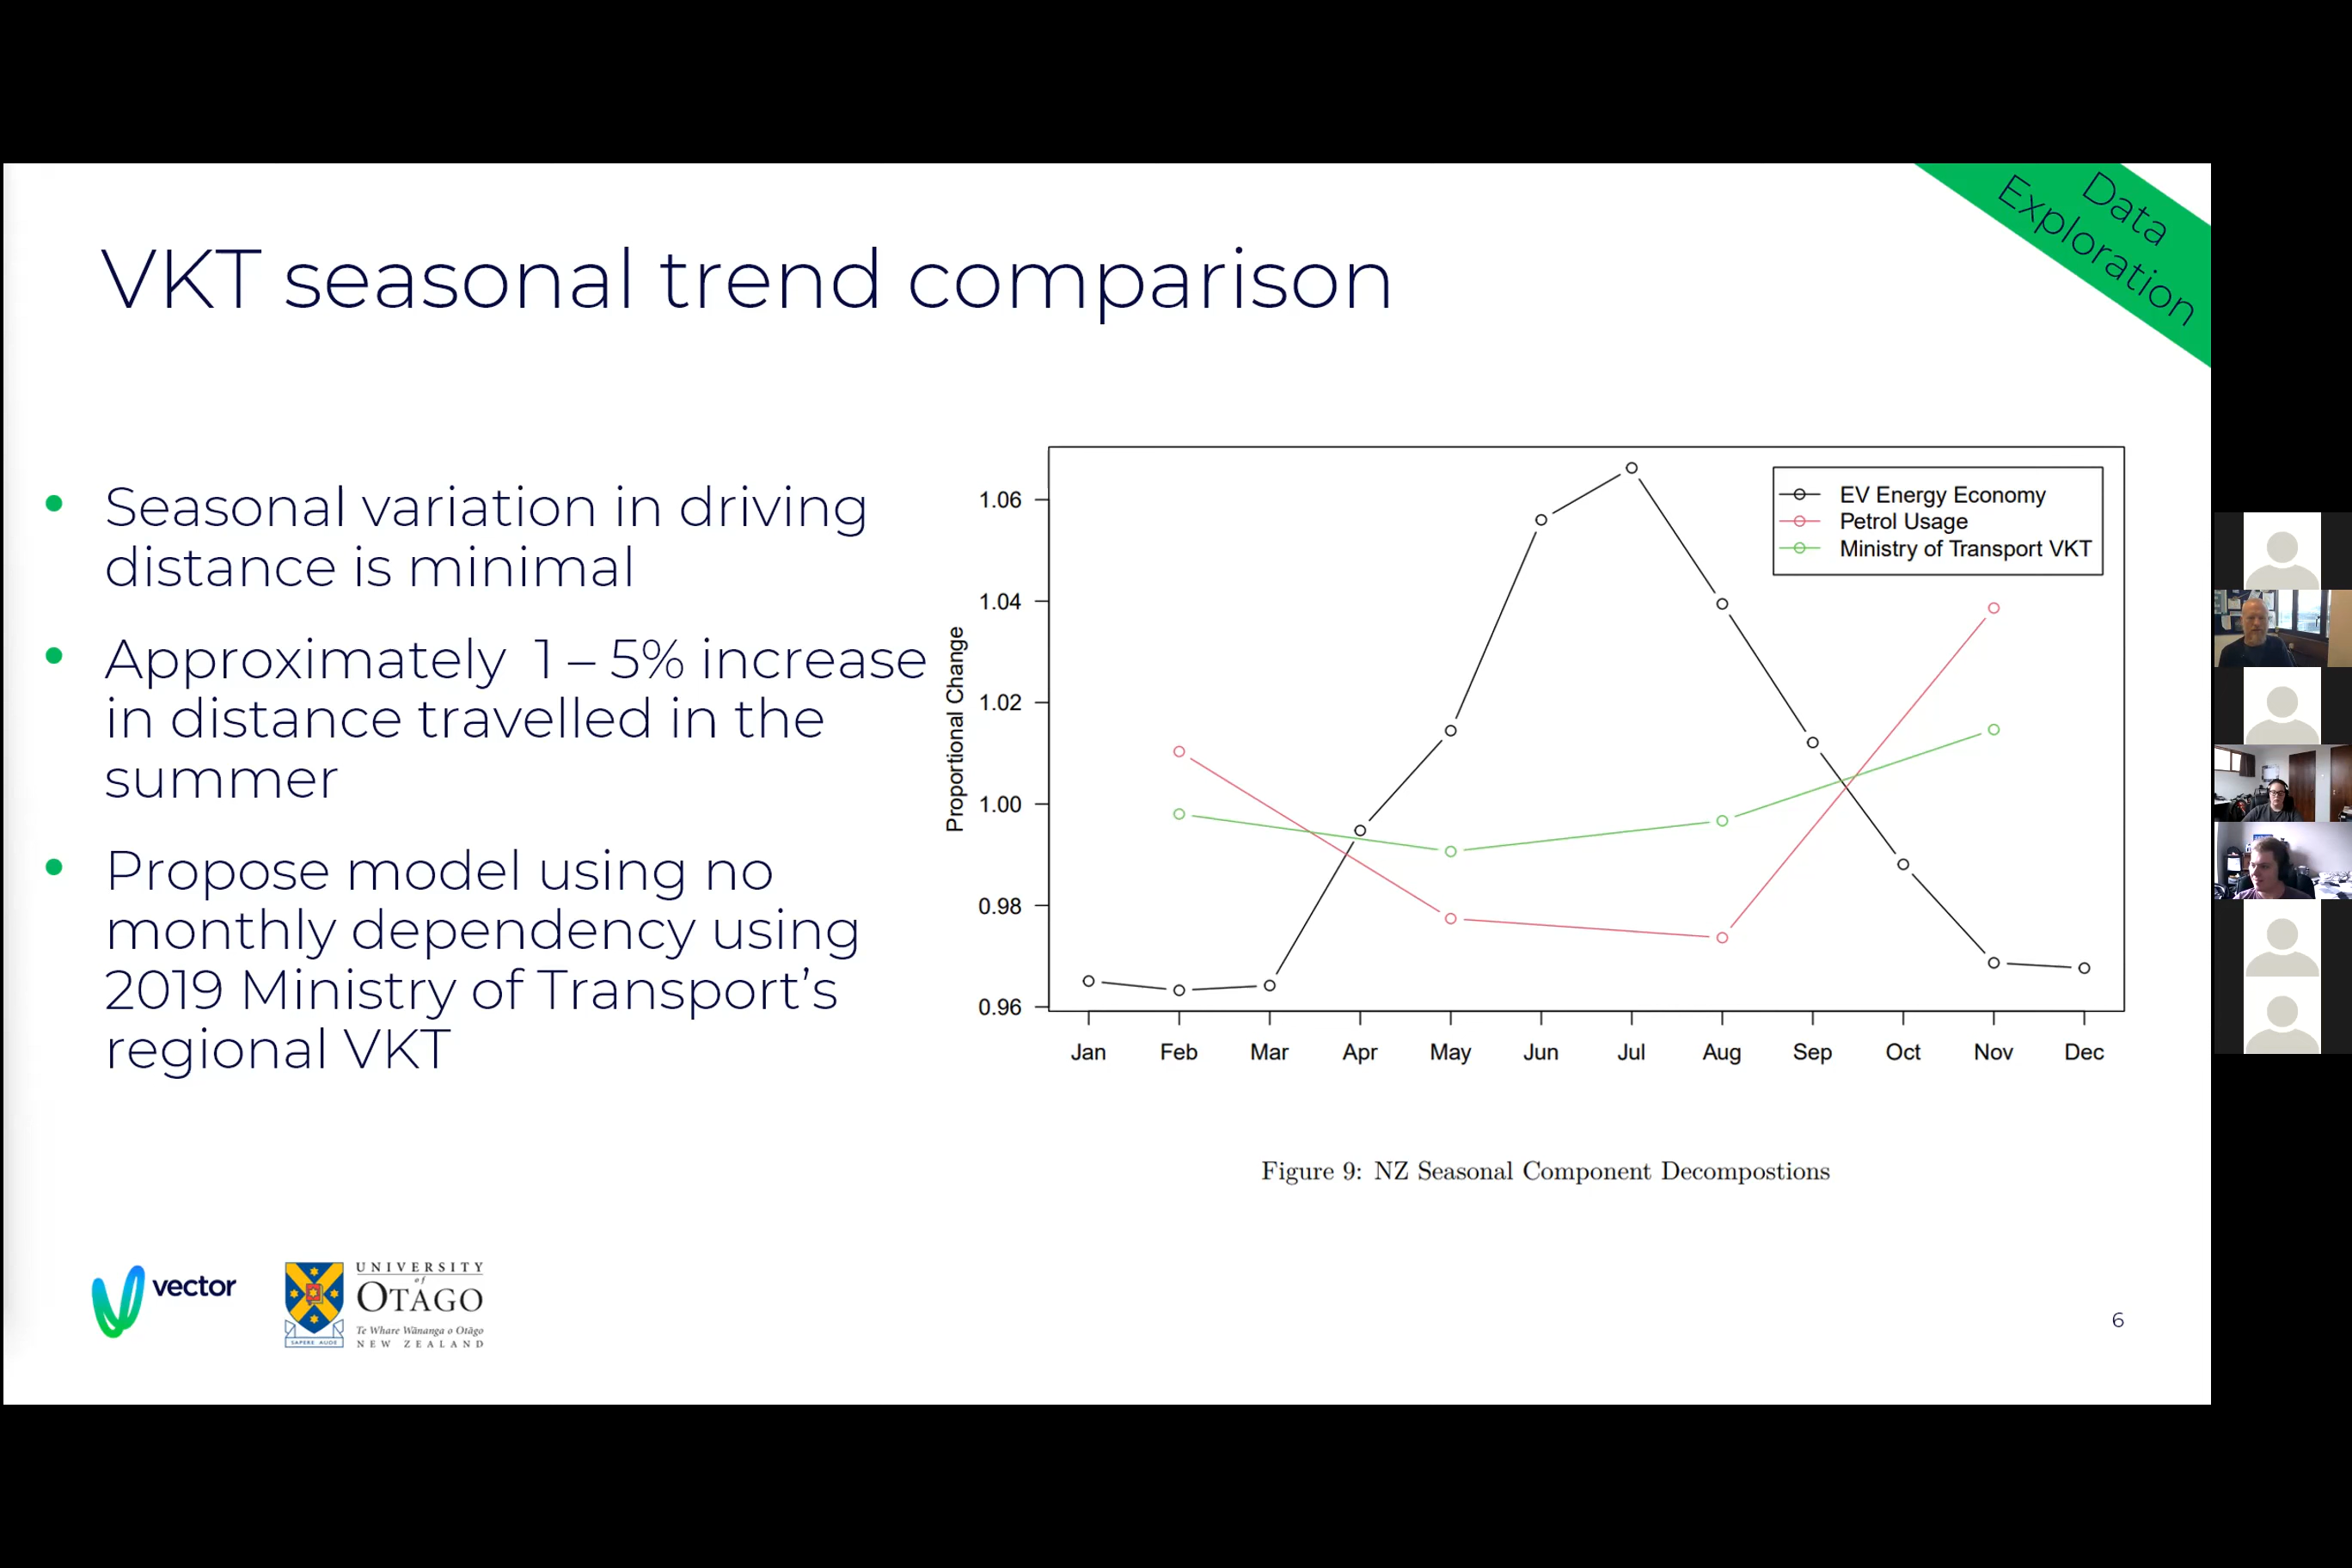 Data
Exploration
VKT seasonal trend comparison
Seasonal variation in driving
distance is minimal
Approximately 1 – 5% increase
in distance travelled in the
summer
Propose model using no
monthly dependency using
2019 Ministry of Transport's
regional VKT
Proportional Change
1.06
1.04
1.02
1.00
0.98
0.96
EV Energy Economy
Petrol Usage
Ministry of Transport VKT
Jan Feb Mar Apr May Jun Jul Aug Sep Oct Nov Dec
Figure 9: NZ Seasonal Component Decompostions
vector
UNIVERSITY
of
OTAGO
Te Whare Wānanga o Otāgo
NEW ZEALAND
SAPERE AUDE
6